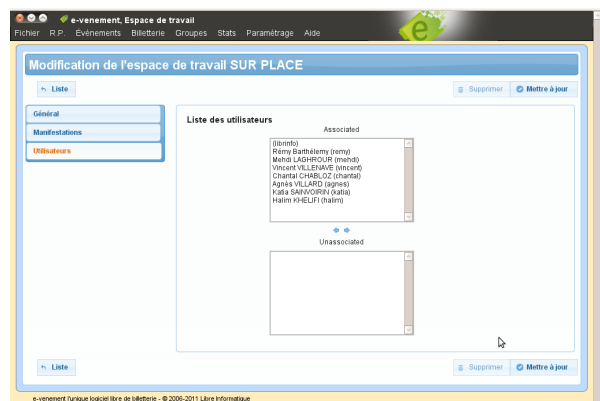 e-venement, Espace de travail
Fichier R.P. Évènements Billetterie Groupes Stats Paramétrage Aide
e
Modification de l'espace de travail SUR PLACE
Liste Supprimer Mettre à jour
Général
Manifestations
Utilisateurs
Liste des utilisateurs
Associated
(librinfo)
Rémy Barthélemy (remy)
Mehdi LAGHROUR (mehdi)
Vincent VILLENAVE (vincent)
Chantal CHABLOZ (chantal)
Agnès VILLARD (agnes)
Katia SAINVOIRIN (katia)
Halim KHELIFI (halim)
Unassociated
Liste Supprimer Mettre à jour
e-venement l'unique logiciel libre de billetterie - © 2006-2011 Libre Informatique